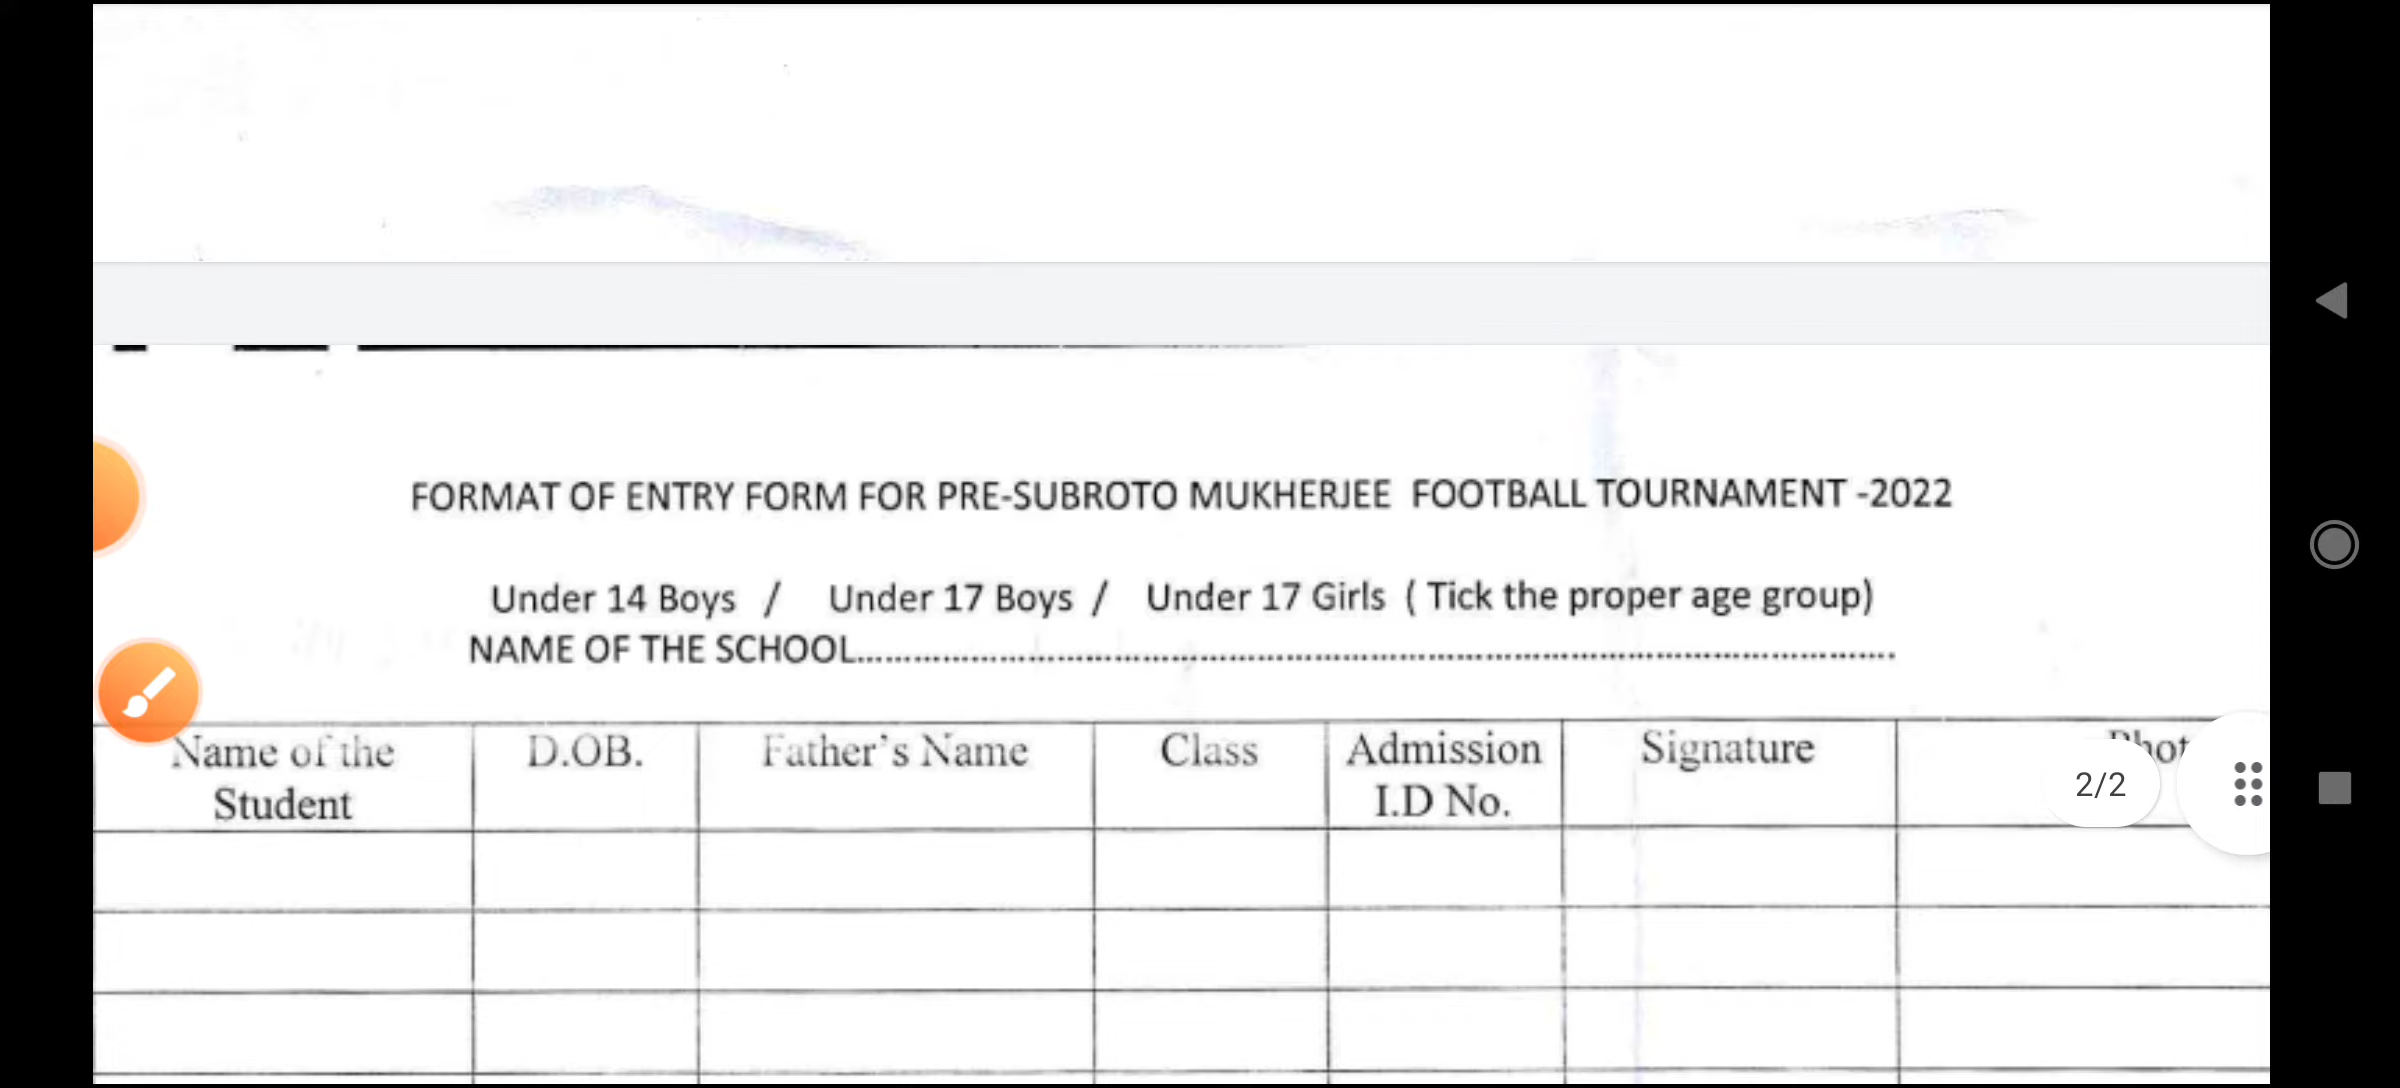 FORMAT OF ENTRY FORM FOR PRE-SUBROTO MUKHERJEE FOOTBALL TOURNAMENT -2022
Under 14 Boys / Under 17 Boys / Under 17 Girls ( Tick the proper age group)
NAME OF THE SCHOOL....................................................................................................
Name of the Student
D.OB.
Father's Name
Class
Admission I.D No.
Signature
2/2